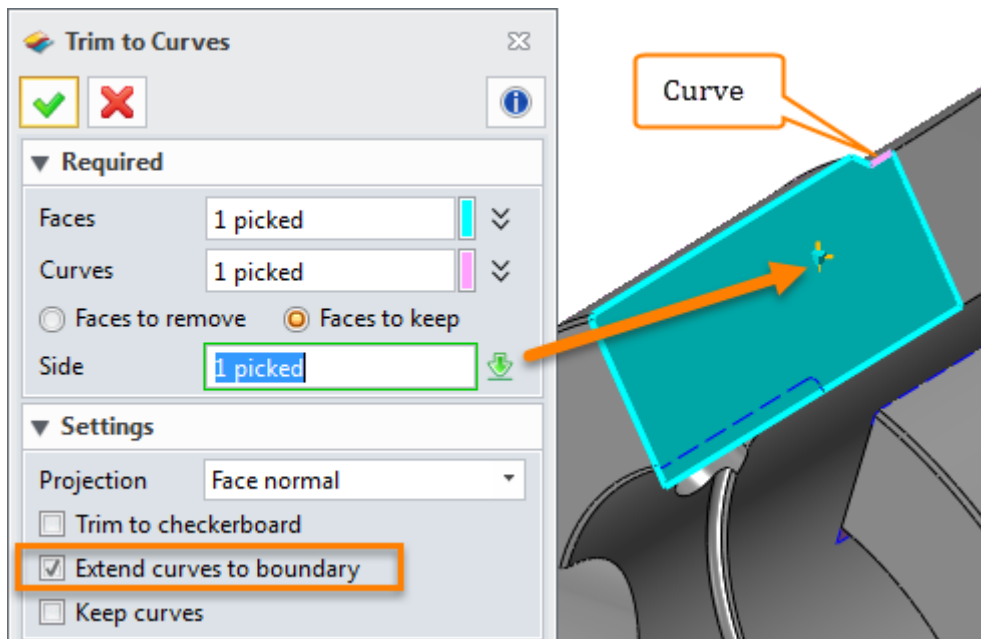 Trim to Curves
Curve
Required
Faces 1 picked
Curves 1 picked
Faces to remove Faces to keep
Side 1 picked
Settings
Projection Face normal
Trim to checkerboard
Extend curves to boundary
Keep curves